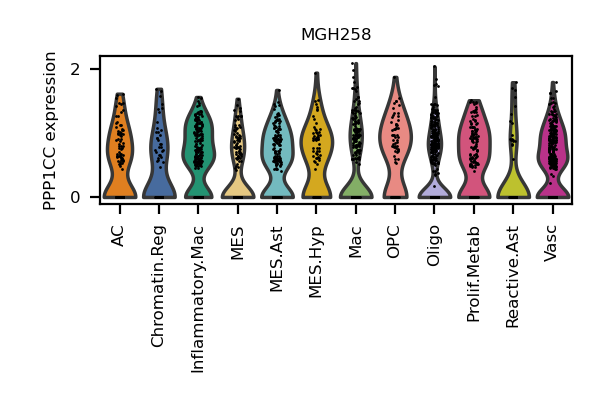 MGH258
PPP1CC expression
2
0
AC
Chromatin.Reg
Inflammatory.Mac
MES
MES.Ast
MES.Hyp
Mac
OPC
Oligo
Prolif.Metab
Reactive.Ast
Vasc